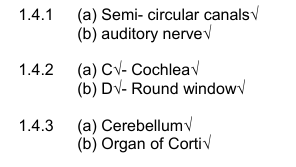 1.4.1 (a) Semi- circular canals√
(b) auditory nerve√
1.4.2 (a) C√- Cochlea√
(b) D√- Round window√
1.4.3 (a) Cerebellum√
(b) Organ of Corti√